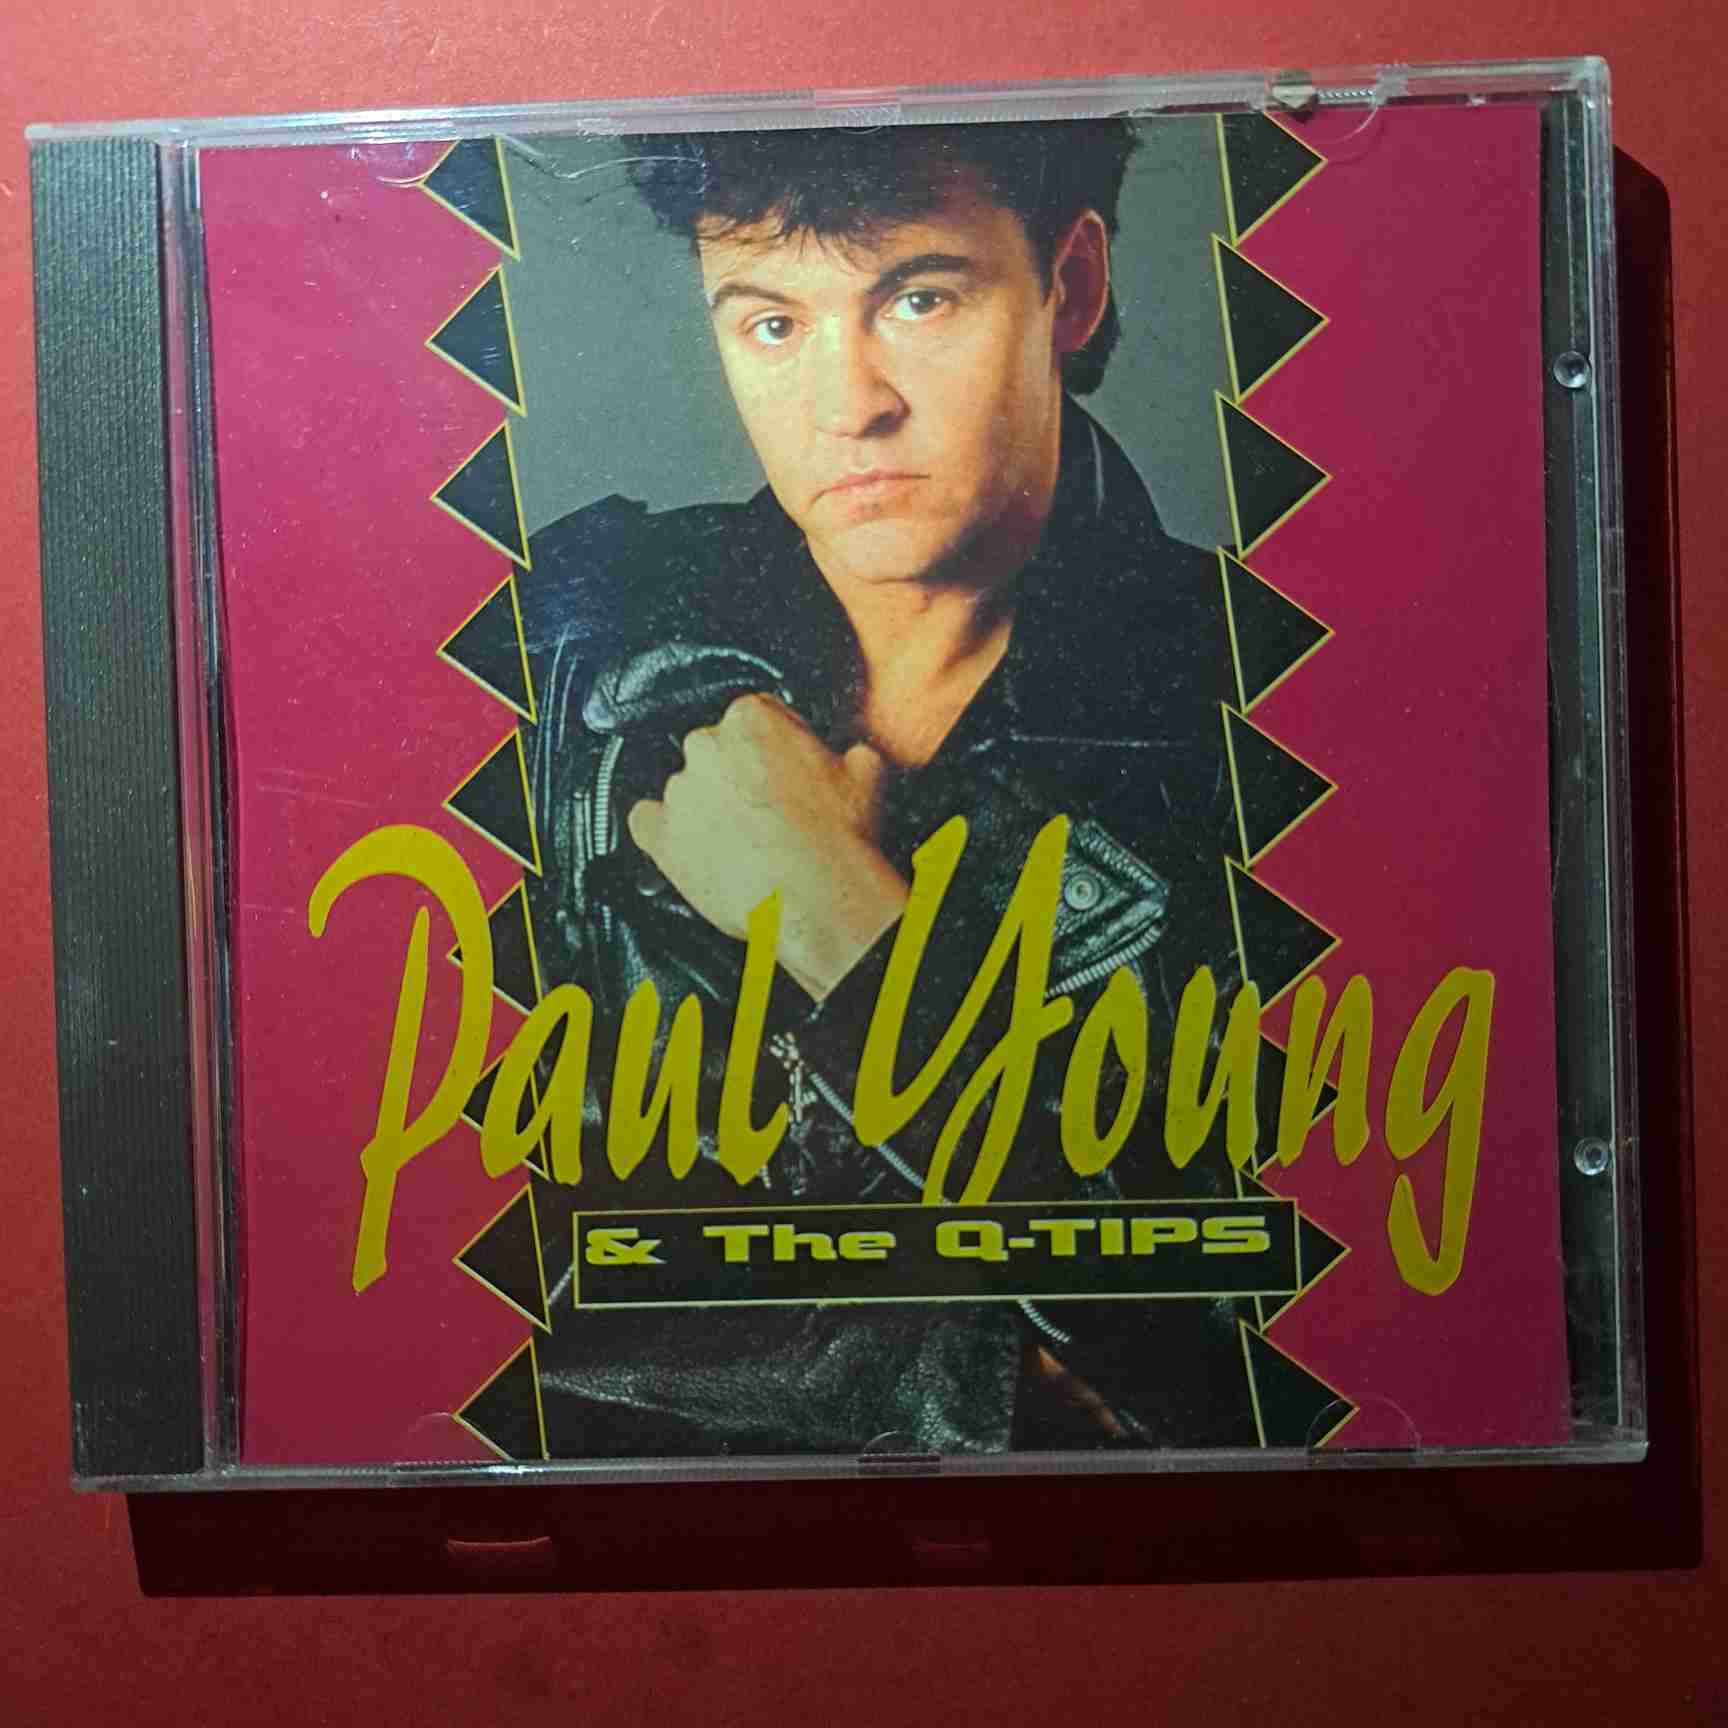 Paul Young
& The Q-TIPS